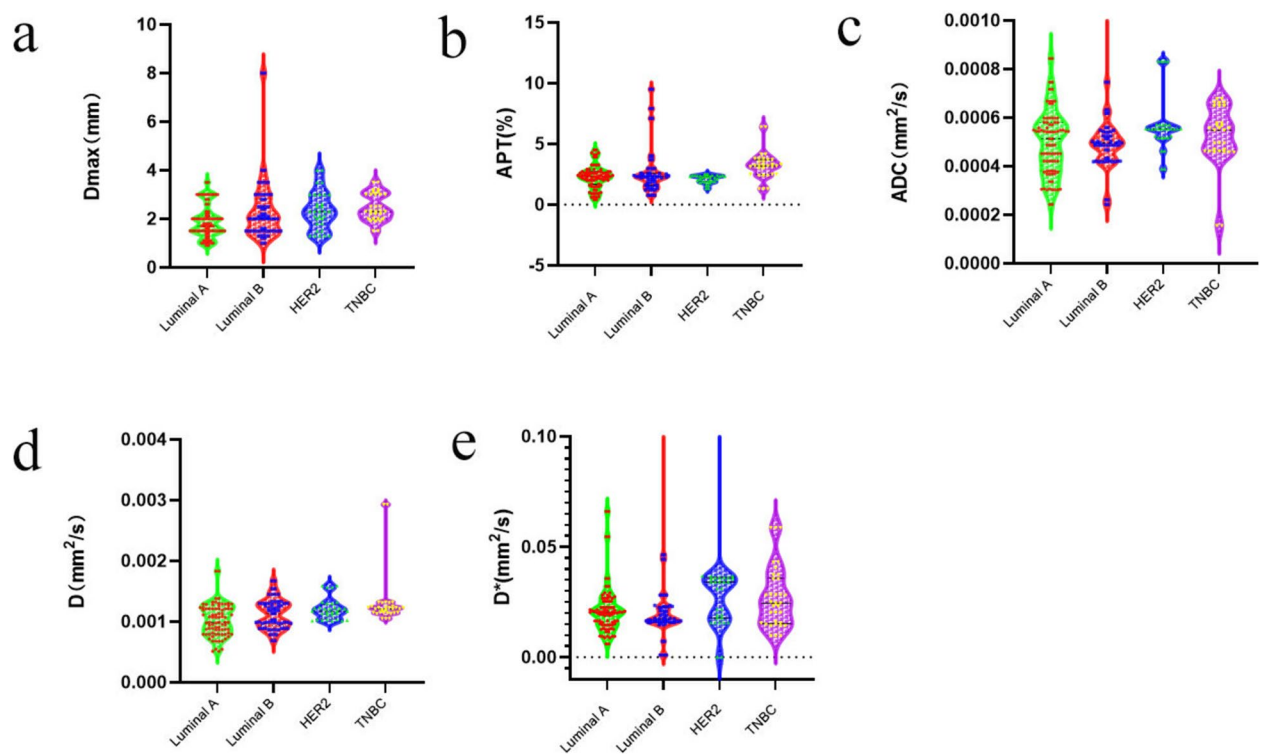 a
Dmax (mm)
10
8
6
4
2
0
Luminal A
Luminal B
HER2
TNBC
b
APT(%)
15
10
5
0
-5
Luminal A
Luminal B
HER2
TNBC
c
ADC (mm²/s)
0.0010
0.0008
0.0006
0.0004
0.0002
0.0000
Luminal A
Luminal B
HER2
TNBC
d
D (mm²/s)
0.004
0.003
0.002
0.001
0.000
Luminal A
Luminal B
HER2
TNBC
e
D*(mm²/s)
0.10
0.05
0.00
Luminal A
Luminal B
HER2
TNBC